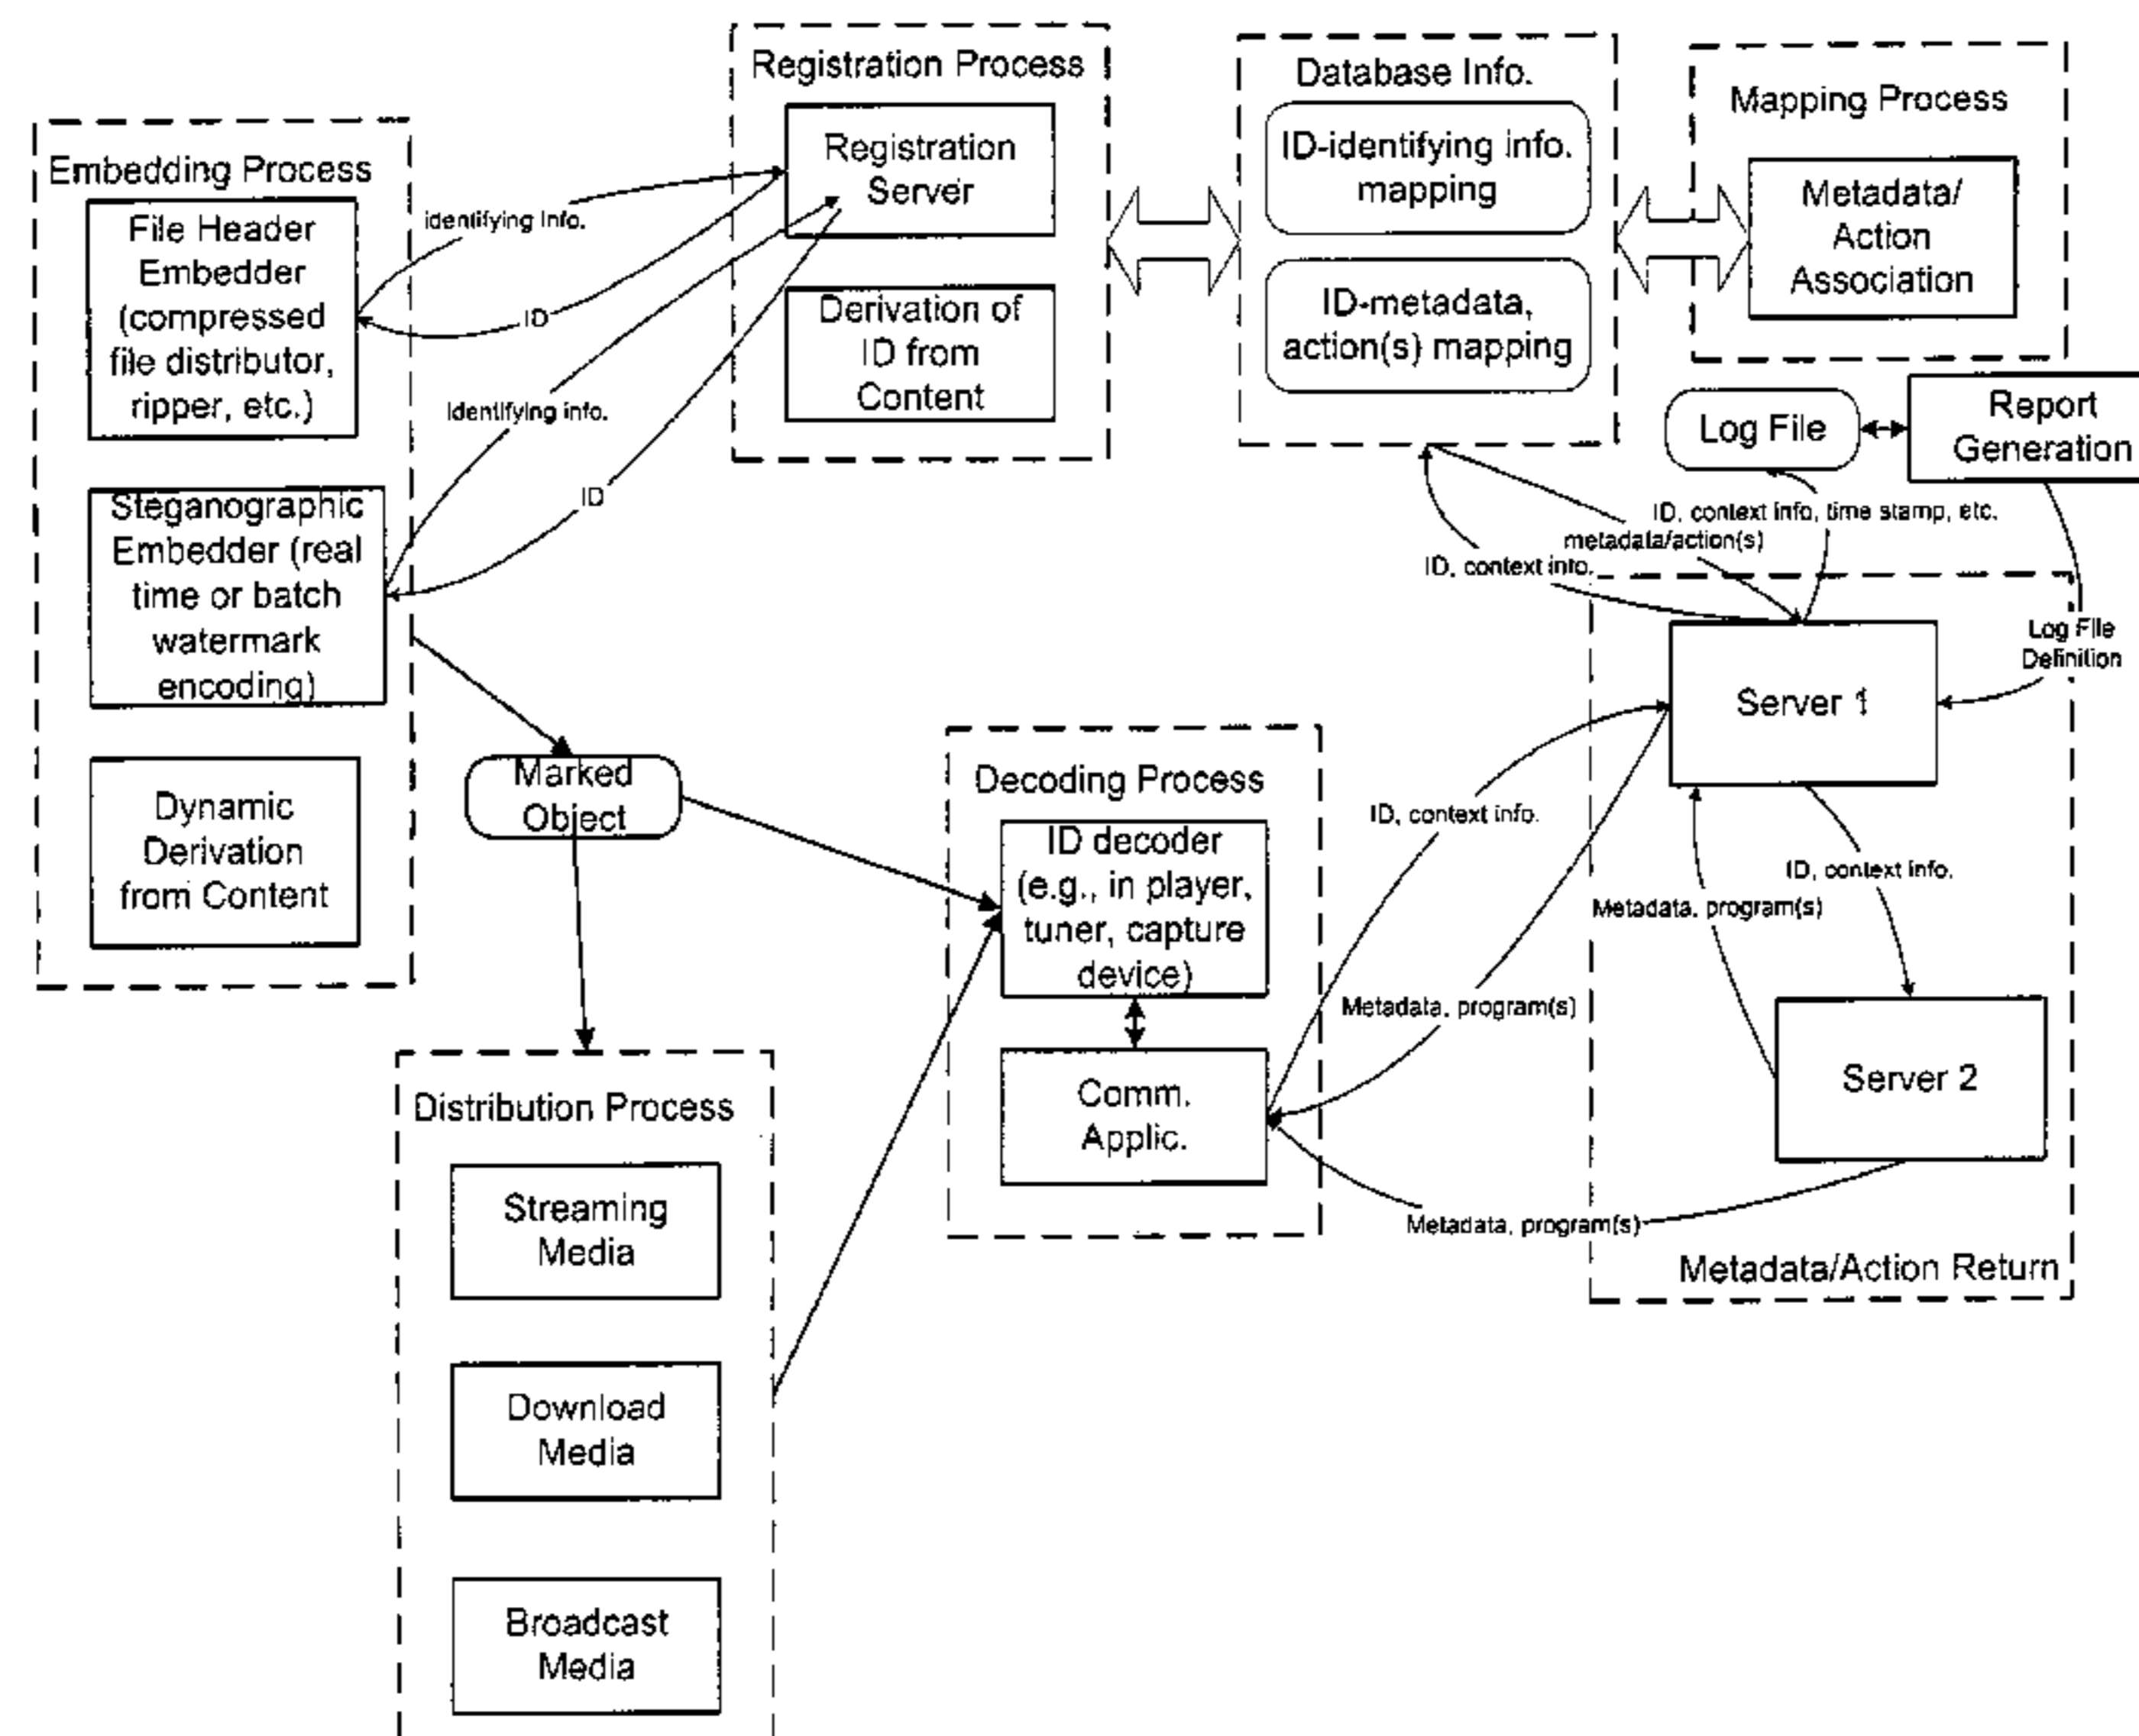 Embedding Process
File Header
Embedder
(compressed
file distributor,
ripper, etc.)
Steganographic
Embedder (real
time or batch
watermark
encoding)
Dynamic
Derivation
from Content
identifying Info.
ID
Identifying info.
ID
Registration Process
Registration
Server
Derivation of
ID from
Content
Database Info.
ID-identifying info.
mapping
ID-metadata,
action(s) mapping
Mapping Process
Metadata/
Action
Association
Log File
Report
Generation
ID, context info, time stamp, etc.
metadata/action(s)
ID, context info.
Log File
Definition
Server 1
ID, context info.
Metadata, program(s)
Server 2
Metadata/Action Return
Marked
Object
Decoding Process
ID decoder
(e.g., in player,
tuner, capture
device)
Comm.
Applic.
ID, context info.
Metadata, program(s)
Metadata, program(s)
Distribution Process
Streaming
Media
Download
Media
Broadcast
Media